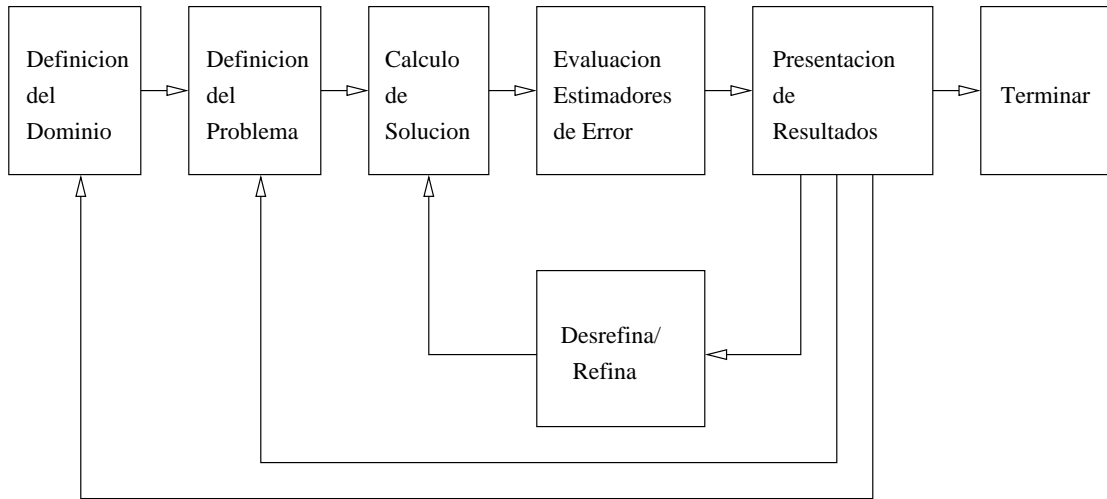 Definicion
del
Dominio
Definicion
del
Problema
Calculo
de
Solucion
Evaluacion
Estimadores
de Error
Presentacion
de
Resultados
Terminar
Desrefina/
Refina